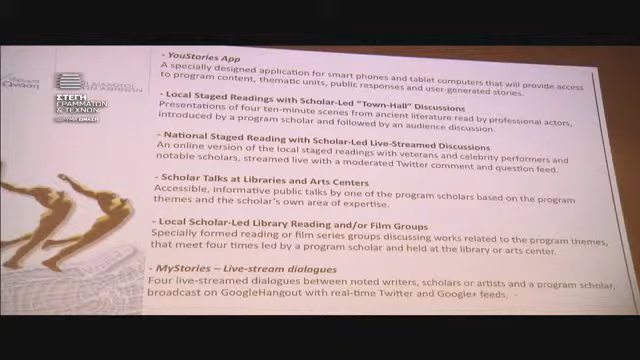 ΣΤΕΓΗ
ΓΡΑΜΜΑΤΩΝ
& ΤΕΧΝΩΝ
- YouStories App
A specially designed application for smart phones and tablet computers that will provide access
to program content, thematic units, public responses and user-generated stories.
- Local Staged Readings with Scholar-Led "Town-Hall" Discussions
Presentations of four ten-minute scenes from ancient literature read by professional actors,
introduced by a program scholar and followed by an audience discussion.
- National Staged Reading with Scholar-Led Live-Streamed Discussions
An online version of the local staged readings with veterans and celebrity performers and
notable scholars, streamed live with a moderated Twitter comment and question feed.
- Scholar Talks at Libraries and Arts Centers
Accessible, informative public talks by one of the program scholars based on the program
themes and the scholar's own area of expertise.
- Local Scholar-Led Library Reading and/or Film Groups
Specially formed reading or film series groups discussing works related to the program themes,
that meet four times led by a program scholar and held at the library or arts center.
- MyStories – Live-stream dialogues
Four live-streamed dialogues between noted writers, scholars or artists and a program scholar,
broadcast on GoogleHangout with real-time Twitter and Google+ feeds.